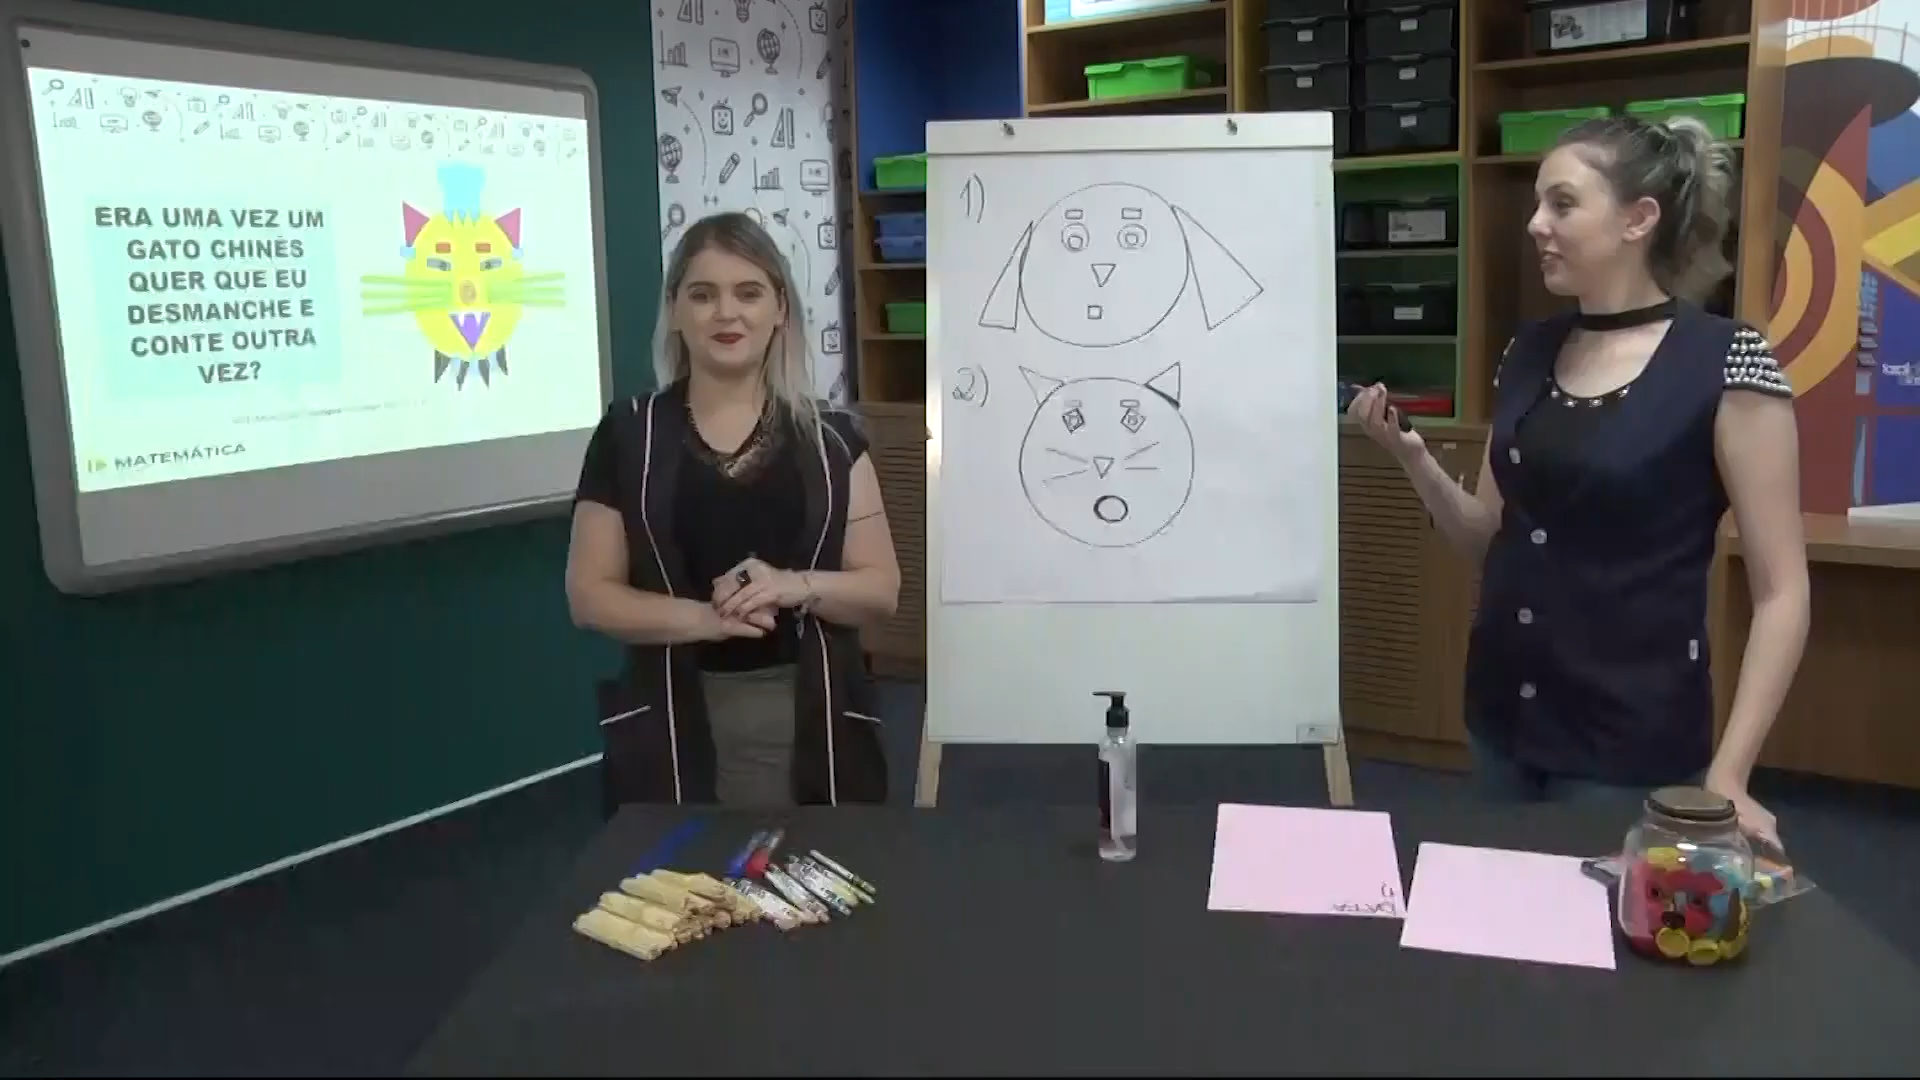 ERA UMA VEZ UM
GATO CHINÊS
QUER QUE EU
DESMANCHE E
CONTE OUTRA
VEZ?
MATEMÁTICA
1)
2)